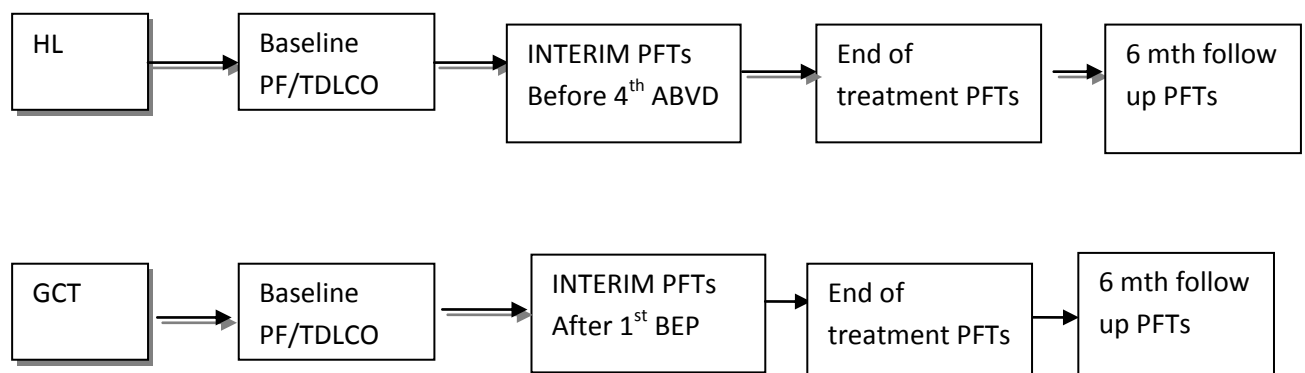 HL
Baseline
PF/TDLCO
INTERIM PFTs
Before 4th ABVD
End of
treatment PFTs
6 mth follow
up PFTs
GCT
Baseline
PF/TDLCO
INTERIM PFTs
After 1st BEP
End of
treatment PFTs
6 mth follow
up PFTs